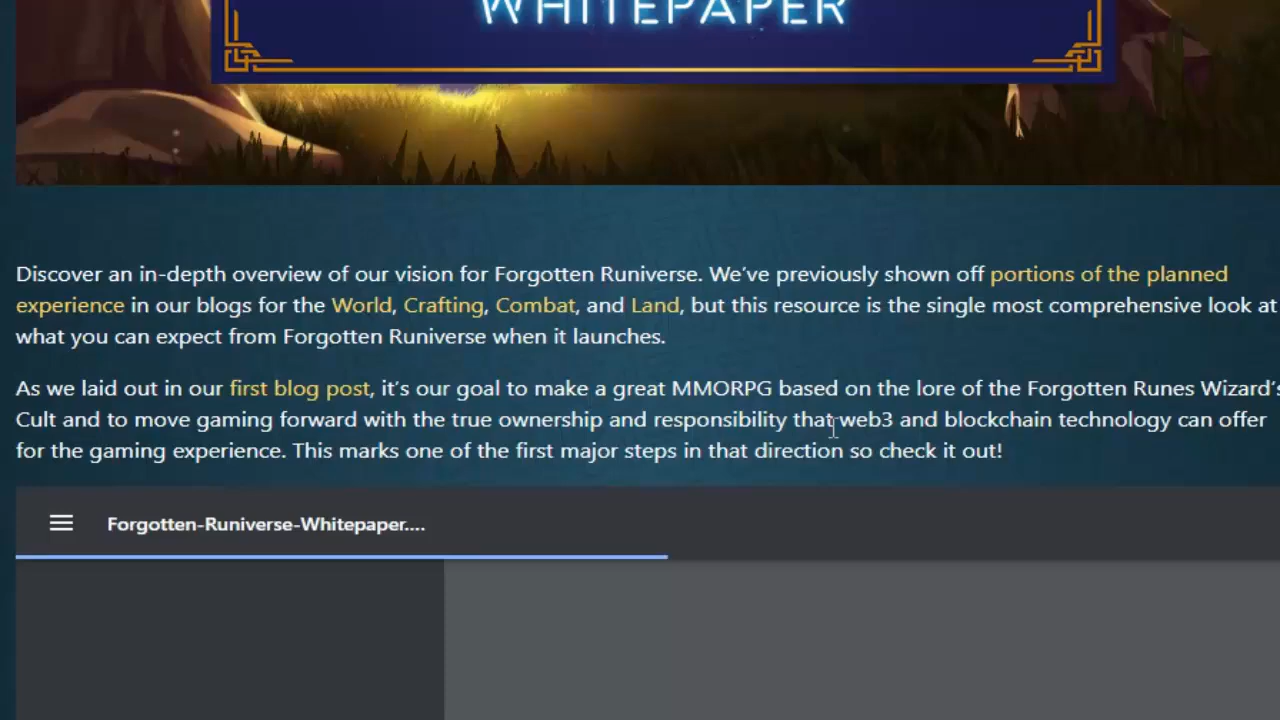 WHITEPAPER
Discover an in-depth overview of our vision for Forgotten Runiverse. We've previously shown off portions of the planned
experience in our blogs for the World, Crafting, Combat, and Land, but this resource is the single most comprehensive look at
what you can expect from Forgotten Runiverse when it launches.
As we laid out in our first blog post, it's our goal to make a great MMORPG based on the lore of the Forgotten Runes Wizard's
Cult and to move gaming forward with the true ownership and responsibility that web3 and blockchain technology can offer
for the gaming experience. This marks one of the first major steps in that direction so check it out!
Forgotten-Runiverse-Whitepaper....